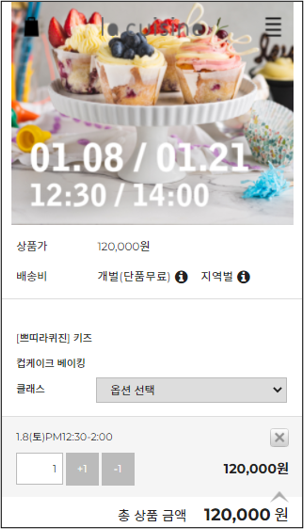 la cuisine
01.08 / 01.21
12:30 / 14:00
상품가 120,000원
배송비 개별(단품무료) 지역별
[쁘띠라퀴진] 키즈
컵케이크 베이킹
클래스 옵션 선택
1.8(토)PM12:30-2:00
1 +1 -1 120,000원
총 상품 금액 120,000 원